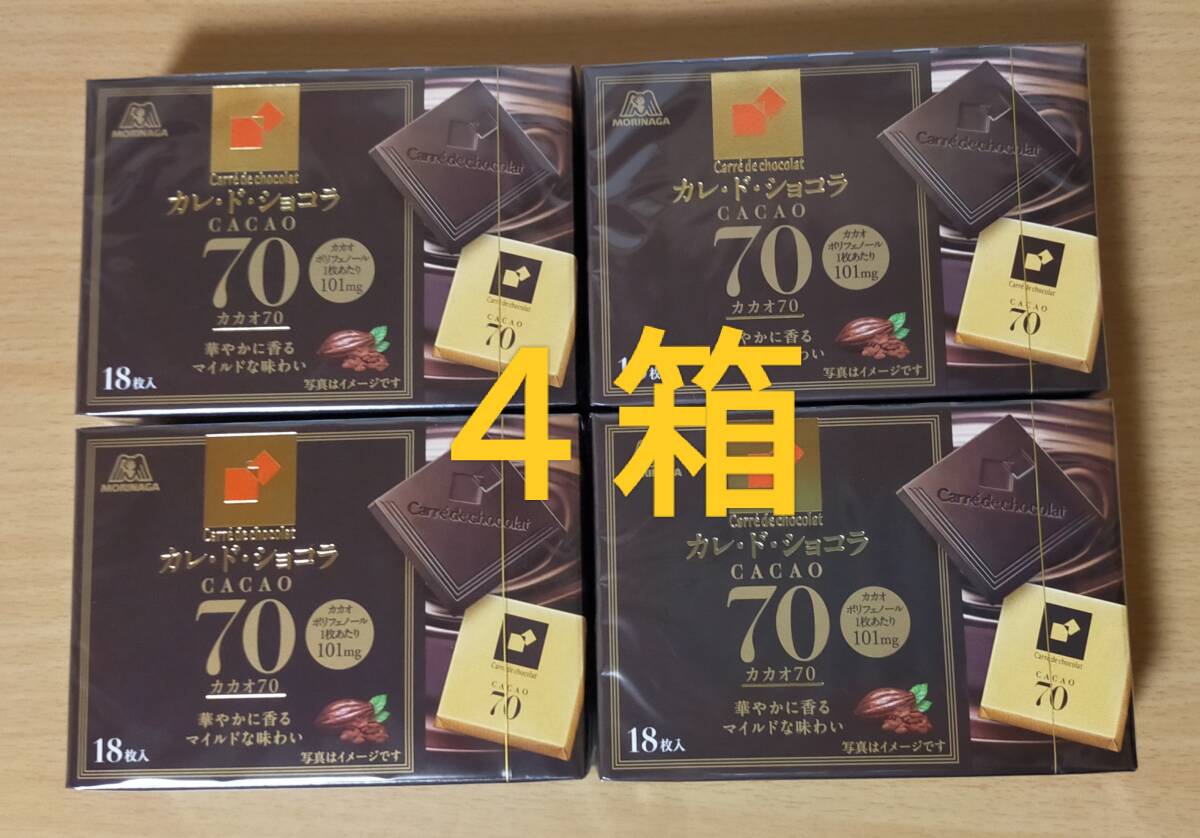 MORINAGA
Carré de chocolat
カレ・ド・ショコラ
CACAO
70
カカオ70
カカオ
ポリフェノール
1枚あたり
101mg
華やかに香る
マイルドな味わい
18枚入
写真はイメージです
Carré de chocolat
Carré de chocolat
CACAO
70
MORINAGA
Carré de chocolat
カレ・ド・ショコラ
CACAO
70
カカオ70
カカオ
ポリフェノール
1枚あたり
101mg
写真はイメージです
Carré de chocolat
Carré de chocolat
CACAO
70
4箱
MORINAGA
Carré de chocolat
カレ・ド・ショコラ
CACAO
70
カカオ70
カカオ
ポリフェノール
1枚あたり
101mg
華やかに香る
マイルドな味わい
18枚入
写真はイメージです
Carré de chocolat
Carré de chocolat
CACAO
70
Carré de chocolat
カレ・ド・ショコラ
CACAO
70
カカオ70
カカオ
ポリフェノール
1枚あたり
101mg
華やかに香る
マイルドな味わい
18枚入
写真はイメージです
Carré de chocolat
Carré de chocolat
CACAO
70